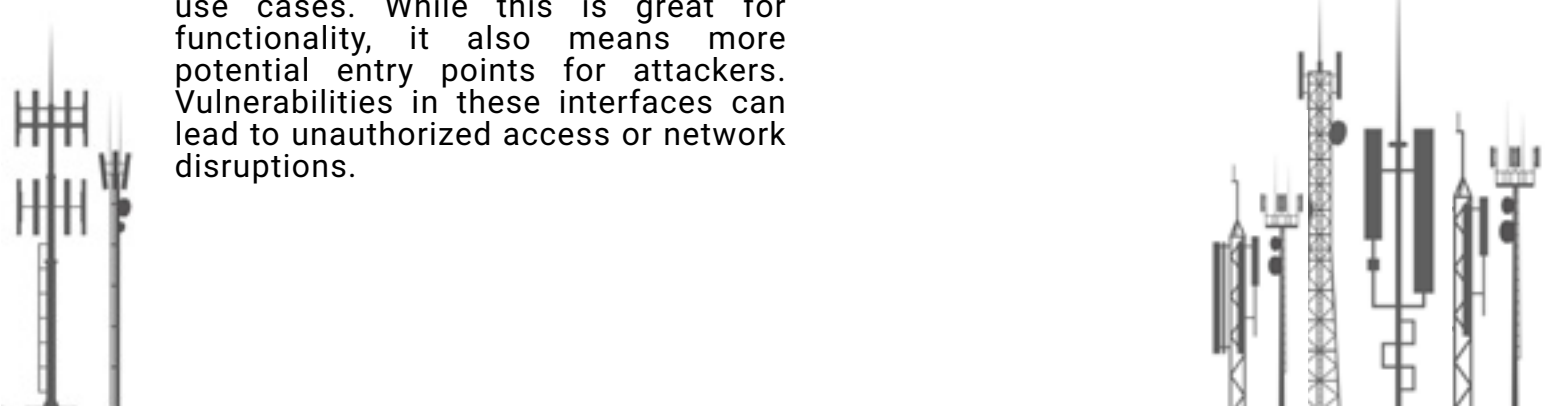 use cases. While this is great for
functionality, it also means more
potential entry points for attackers.
Vulnerabilities in these interfaces can
lead to unauthorized access or network
disruptions.